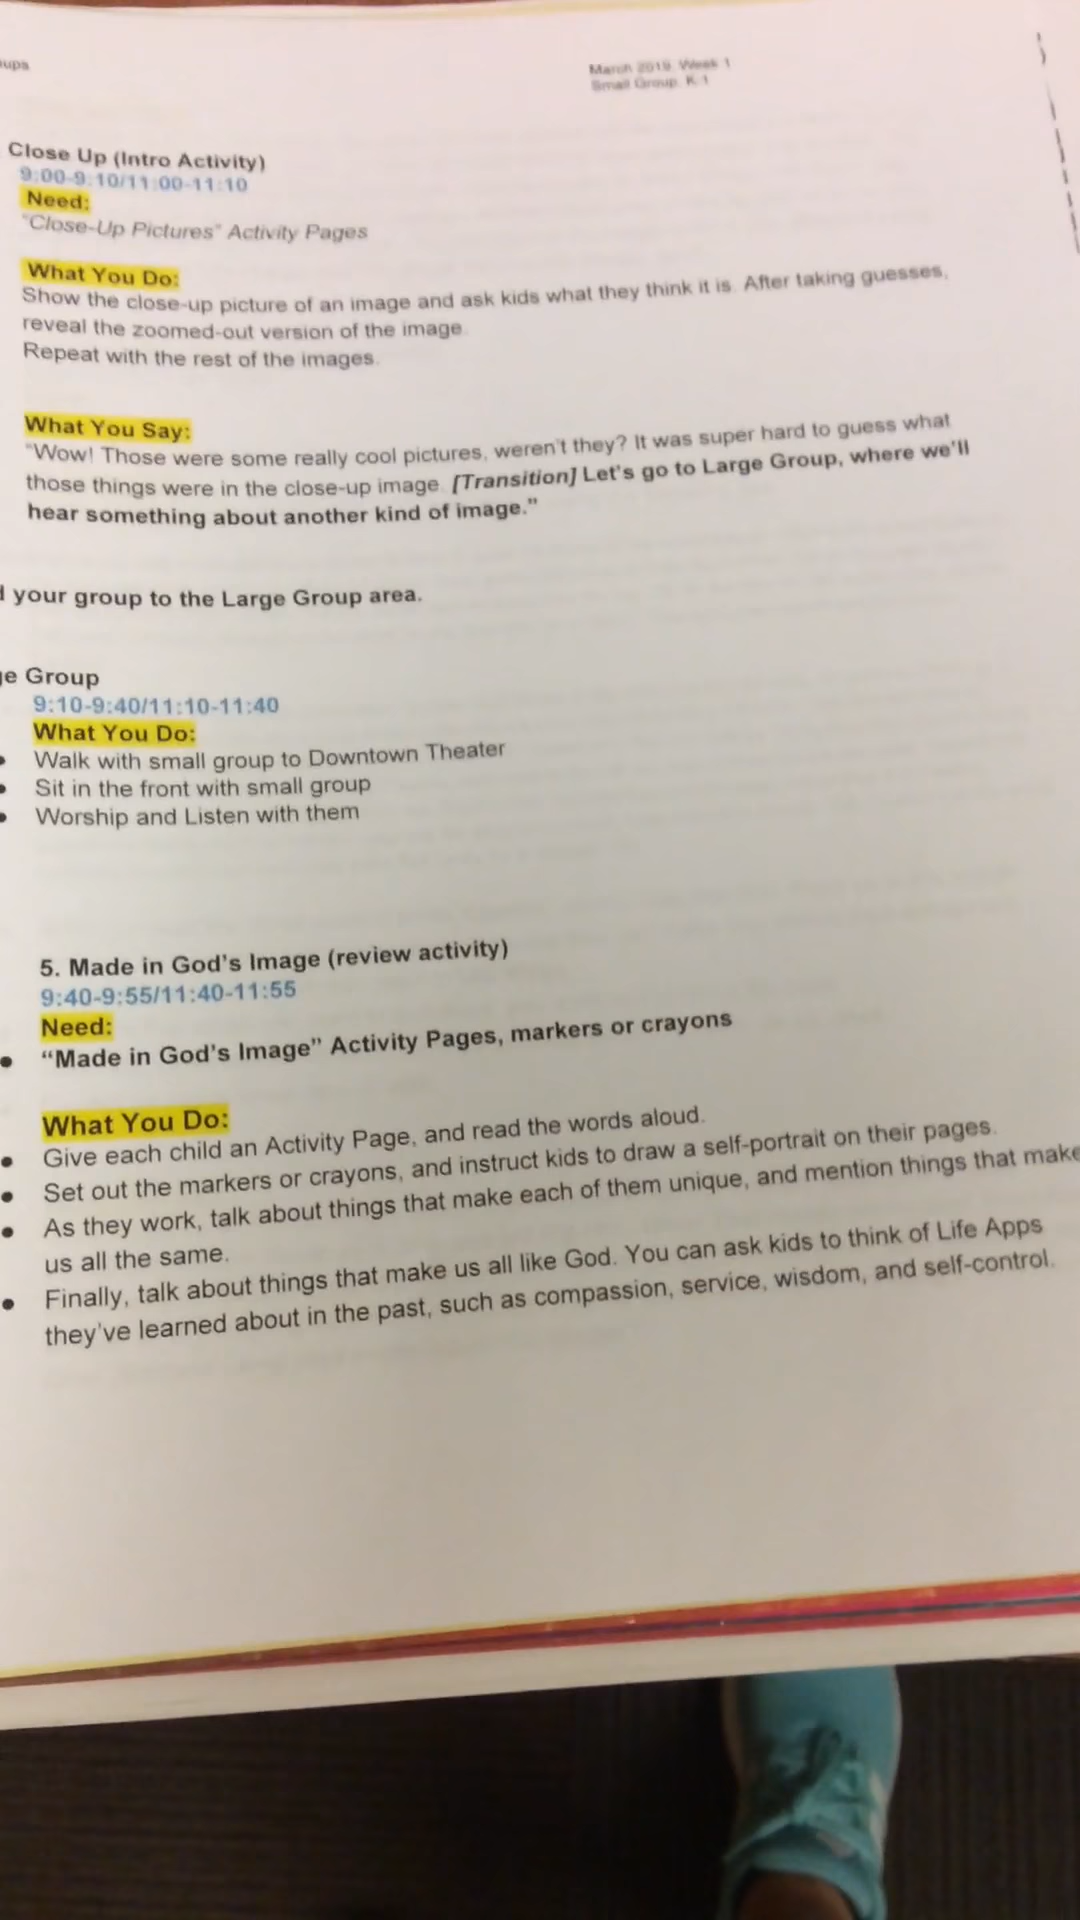 March 2019, Week 1
Small Group, K-1
Close Up (Intro Activity)
9:00-9:10/11:00-11:10
Need:
"Close-Up Pictures" Activity Pages
What You Do:
Show the close-up picture of an image and ask kids what they think it is. After taking guesses,
reveal the zoomed-out version of the image.
Repeat with the rest of the images.
What You Say:
"Wow! Those were some really cool pictures, weren't they? It was super hard to guess what
those things were in the close-up image. [Transition] Let's go to Large Group, where we'll
hear something about another kind of image."
your group to the Large Group area.
Group
9:10-9:40/11:10-11:40
What You Do:
• Walk with small group to Downtown Theater
• Sit in the front with small group
• Worship and Listen with them
5. Made in God's Image (review activity)
9:40-9:55/11:40-11:55
Need:
• "Made in God's Image" Activity Pages, markers or crayons
What You Do:
• Give each child an Activity Page, and read the words aloud.
• Set out the markers or crayons, and instruct kids to draw a self-portrait on their pages.
• As they work, talk about things that make each of them unique, and mention things that make
us all the same.
• Finally, talk about things that make us all like God. You can ask kids to think of Life Apps
they've learned about in the past, such as compassion, service, wisdom, and self-control.